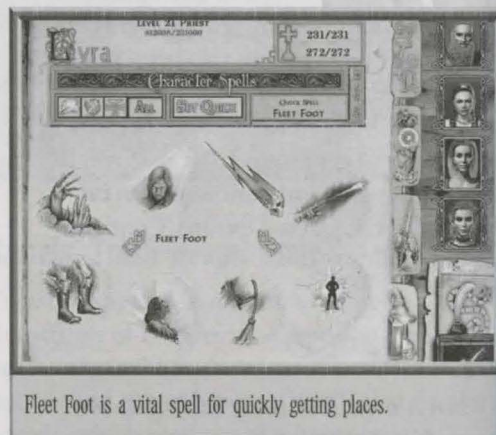 LEVEL 21 PRIEST
Kyra
231/231
272/272
Character Spells
ALL
SET QUICK
QUICK SPELL
FLEET FOOT
FLEET FOOT
Fleet Foot is a vital spell for quickly getting places.